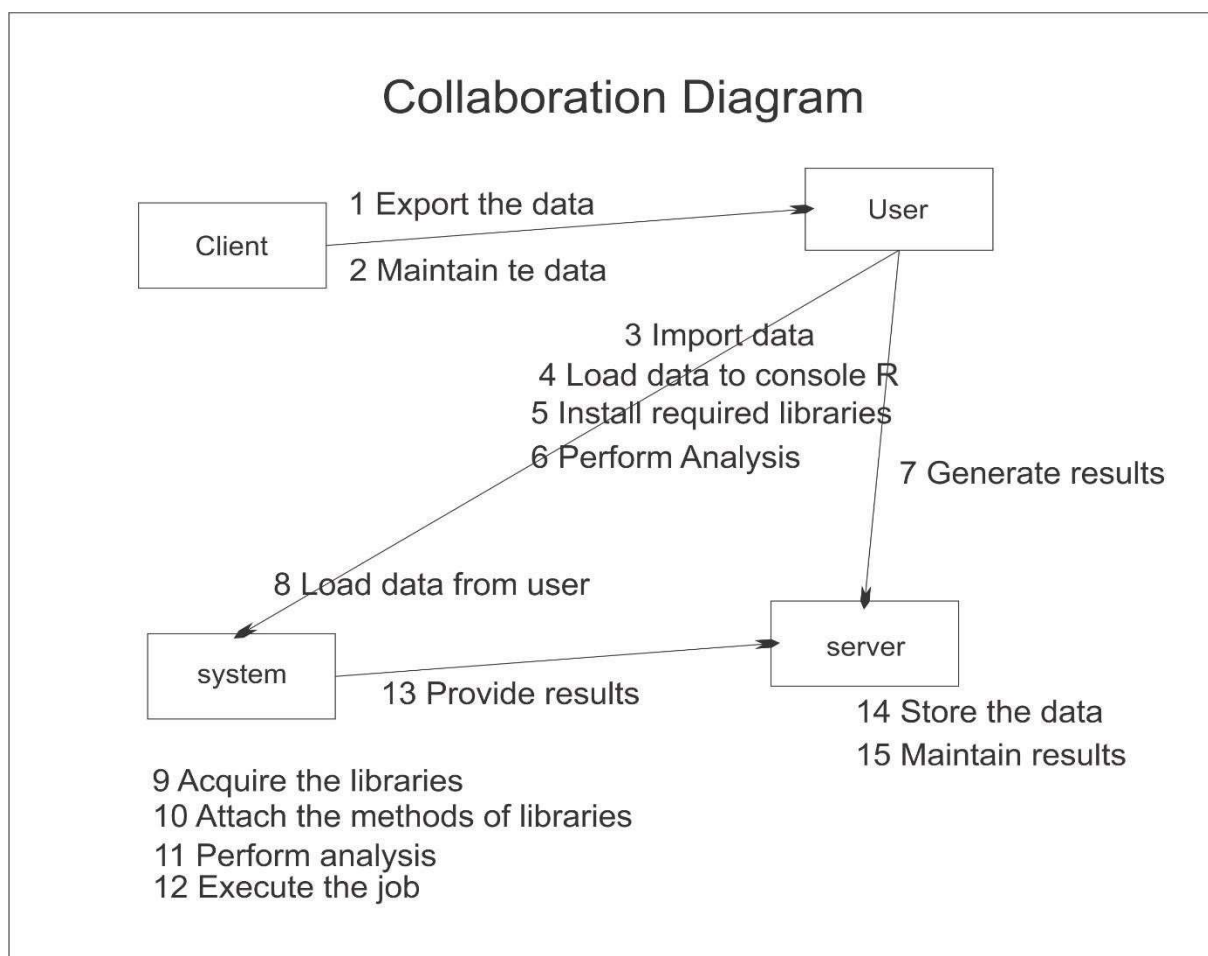 Collaboration Diagram
Client
1 Export the data
2 Maintain te data
User
3 Import data
4 Load data to console R
5 Install required libraries
6 Perform Analysis
7 Generate results
8 Load data from user
system
13 Provide results
server
14 Store the data
15 Maintain results
9 Acquire the libraries
10 Attach the methods of libraries
11 Perform analysis
12 Execute the job